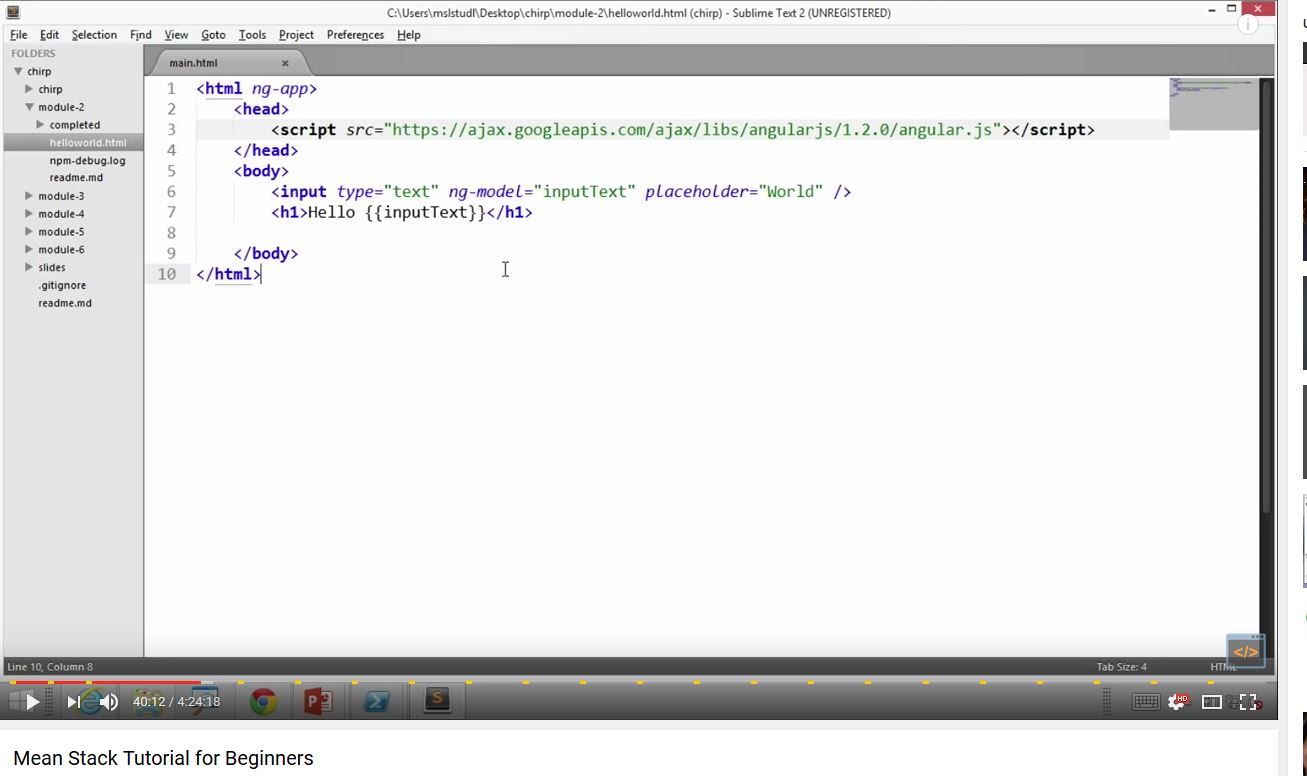 C:\Users\mslstudl\Desktop\chirp\module-2\helloworld.html (chirp) - Sublime Text 2 (UNREGISTERED)
File Edit Selection Find View Goto Tools Project Preferences Help
FOLDERS
chirp
chirp
module-2
completed
helloworld.html
npm-debug.log
readme.md
module-3
module-4
module-5
module-6
slides
.gitignore
readme.md
main.html
1 <html ng-app>
2 <head>
3 <script src="https://ajax.googleapis.com/ajax/libs/angularjs/1.2.0/angular.js"></script>
4 </head>
5 <body>
6 <input type="text" ng-model="inputText" placeholder="World" />
7 <h1>Hello {{inputText}}</h1>
8
9 </body>
10 </html>
</>
Line 10, Column 8 Tab Size: 4 HTML
40:12 / 4:24:18 HD
Mean Stack Tutorial for Beginners